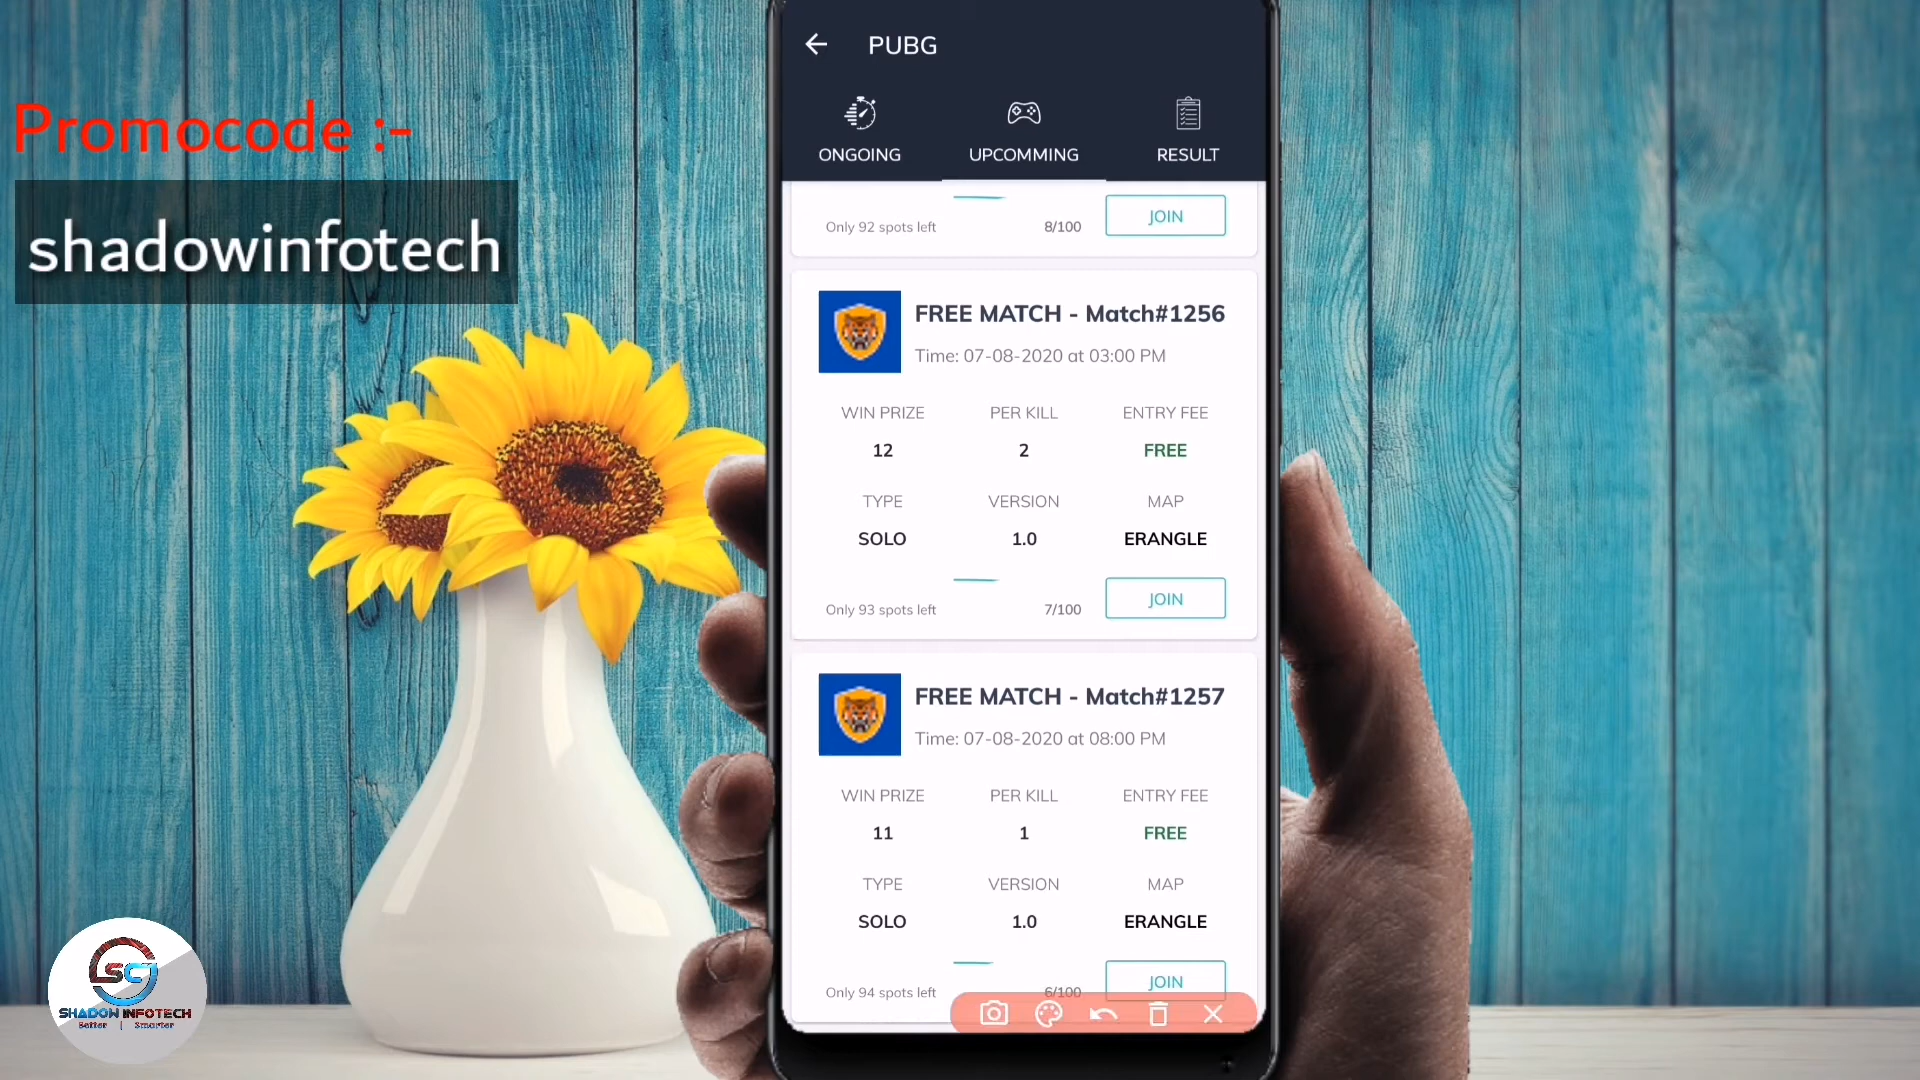 Promocode :-
shadowinfotech
PUBG
ONGOING
UPCOMMING
RESULT
Only 92 spots left
8/100
JOIN
FREE MATCH - Match#1256
Time: 07-08-2020 at 03:00 PM
WIN PRIZE
PER KILL
ENTRY FEE
12
2
FREE
TYPE
VERSION
MAP
SOLO
1.0
ERANGLE
Only 93 spots left
7/100
JOIN
FREE MATCH - Match#1257
Time: 07-08-2020 at 08:00 PM
WIN PRIZE
PER KILL
ENTRY FEE
11
1
FREE
TYPE
VERSION
MAP
SOLO
1.0
ERANGLE
Only 94 spots left
6/100
JOIN
SC
SHADOW INFOTECH
Better | Smarter